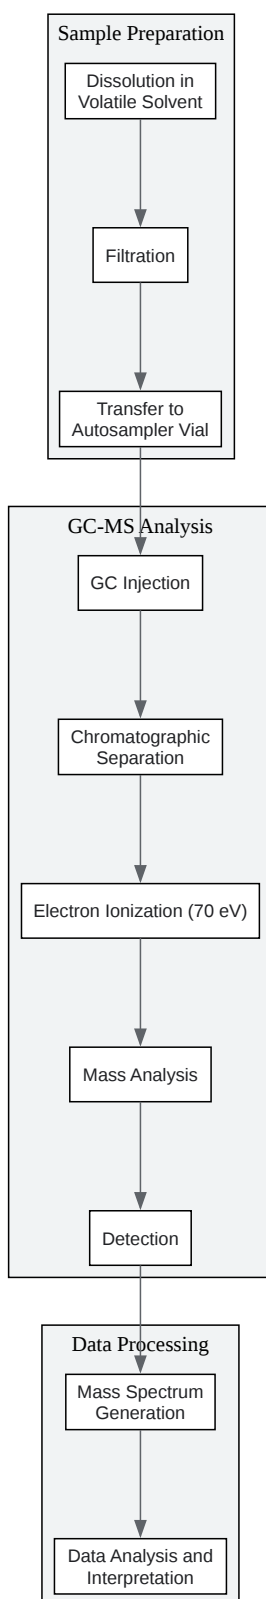 Sample Preparation
Dissolution in
Volatile Solvent
Filtration
Transfer to
Autosampler Vial
GC-MS Analysis
GC Injection
Chromatographic
Separation
Electron Ionization (70 eV)
Mass Analysis
Detection
Data Processing
Mass Spectrum
Generation
Data Analysis and
Interpretation